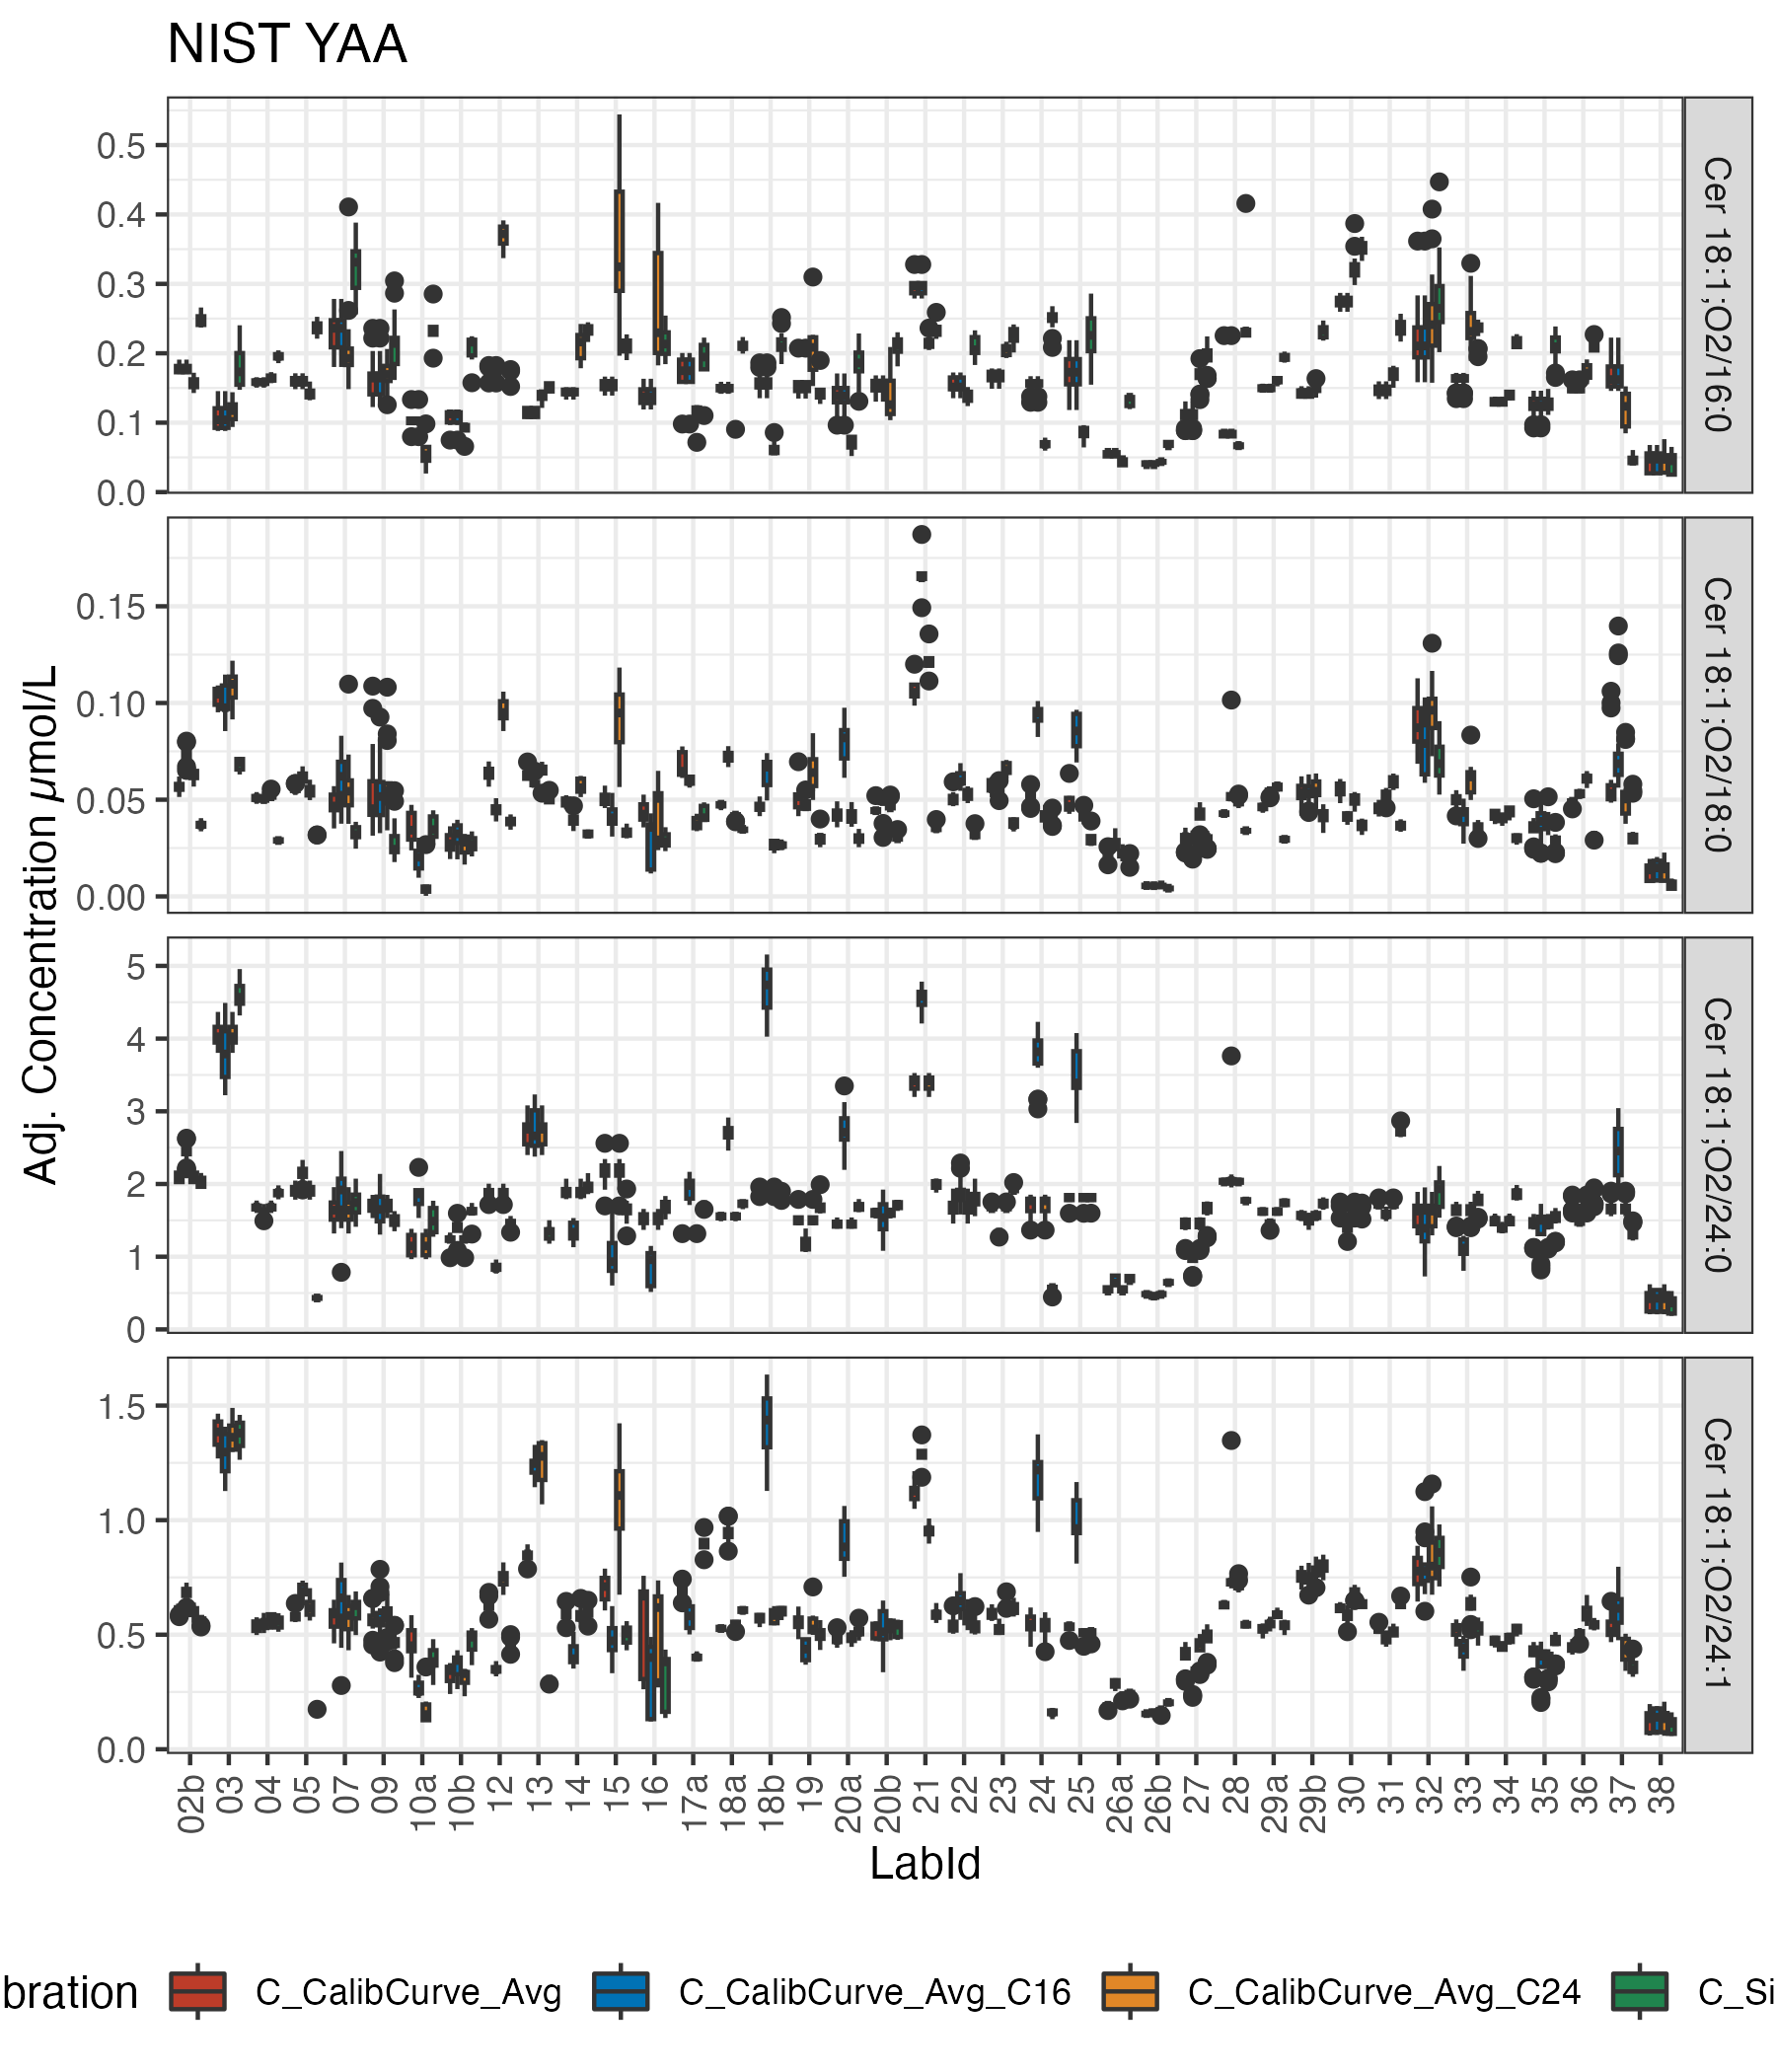 NIST YAA
Adj. Concentration µmol/L
0.5
0.4
0.3
0.2
0.1
0.0
Cer 18:1;O2/16:0
0.15
0.10
0.05
0.00
Cer 18:1;O2/18:0
5
4
3
2
1
0
Cer 18:1;O2/24:0
1.5
1.0
0.5
0.0
Cer 18:1;O2/24:1
02b 03 04 05 07 09 10a 10b 12 13 14 15 16 17a 18a 18b 19 20a 20b 21 22 23 24 25 26a 26b 27 28 29a 29b 30 31 32 33 34 35 36 37 38
LabId
bration C_CalibCurve_Avg C_CalibCurve_Avg_C16 C_CalibCurve_Avg_C24 C_Si